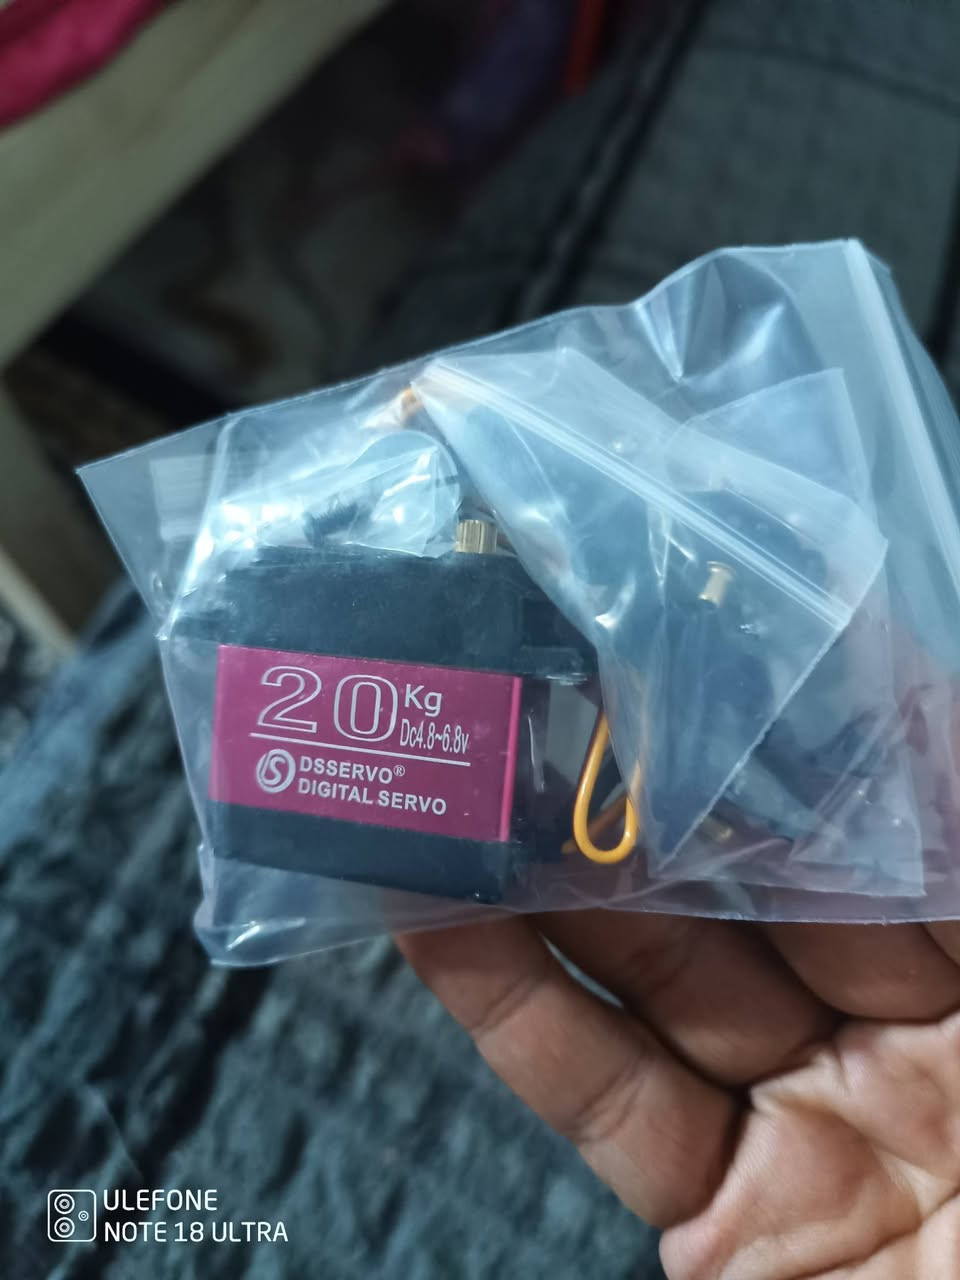 20Kg
Dc4.8~6.8v
DSSERVO®
DIGITAL SERVO
ULEFONE
NOTE 18 ULTRA